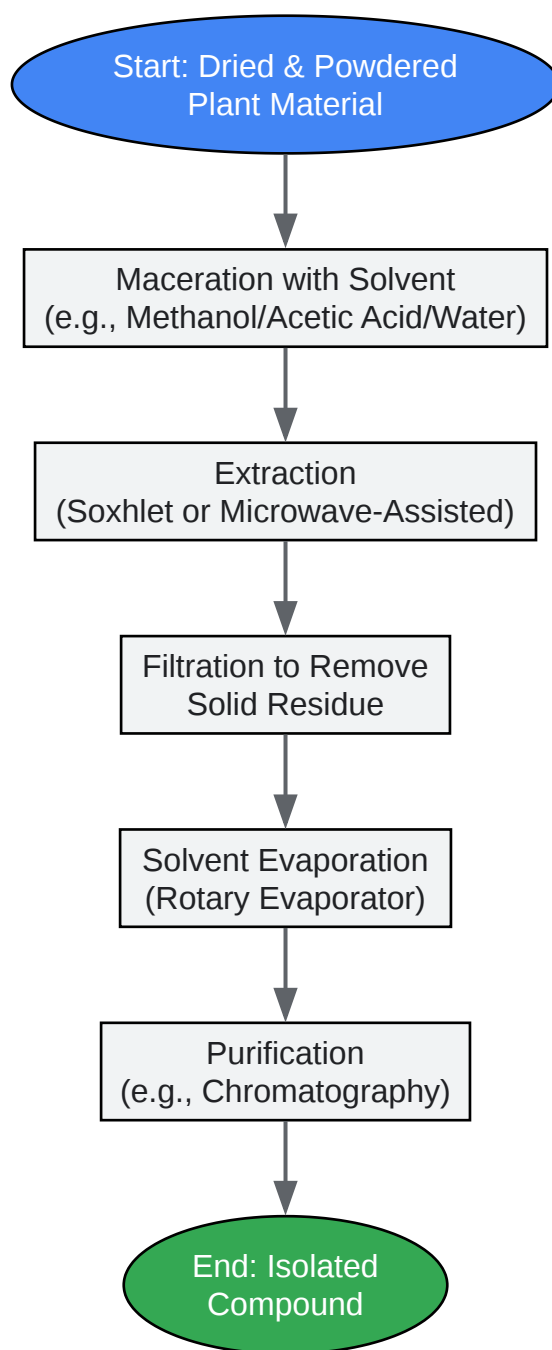 Start: Dried & Powdered
Plant Material
Maceration with Solvent
(e.g., Methanol/Acetic Acid/Water)
Extraction
(Soxhlet or Microwave-Assisted)
Filtration to Remove
Solid Residue
Solvent Evaporation
(Rotary Evaporator)
Purification
(e.g., Chromatography)
End: Isolated
Compound